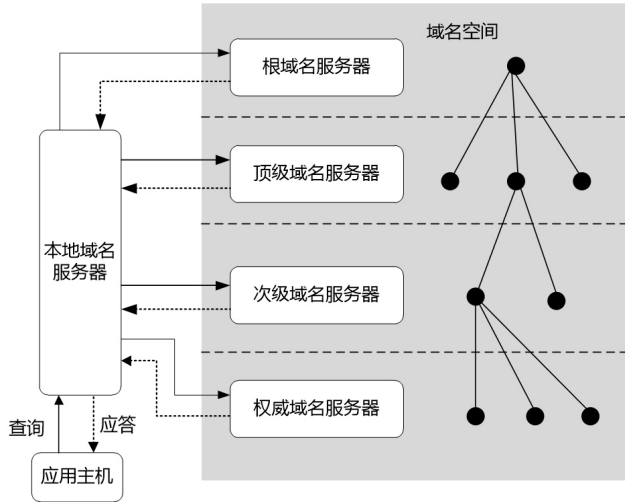 域名空间
根域名服务器
顶级域名服务器
本地域名
服务器
次级域名服务器
权威域名服务器
查询
应答
应用主机